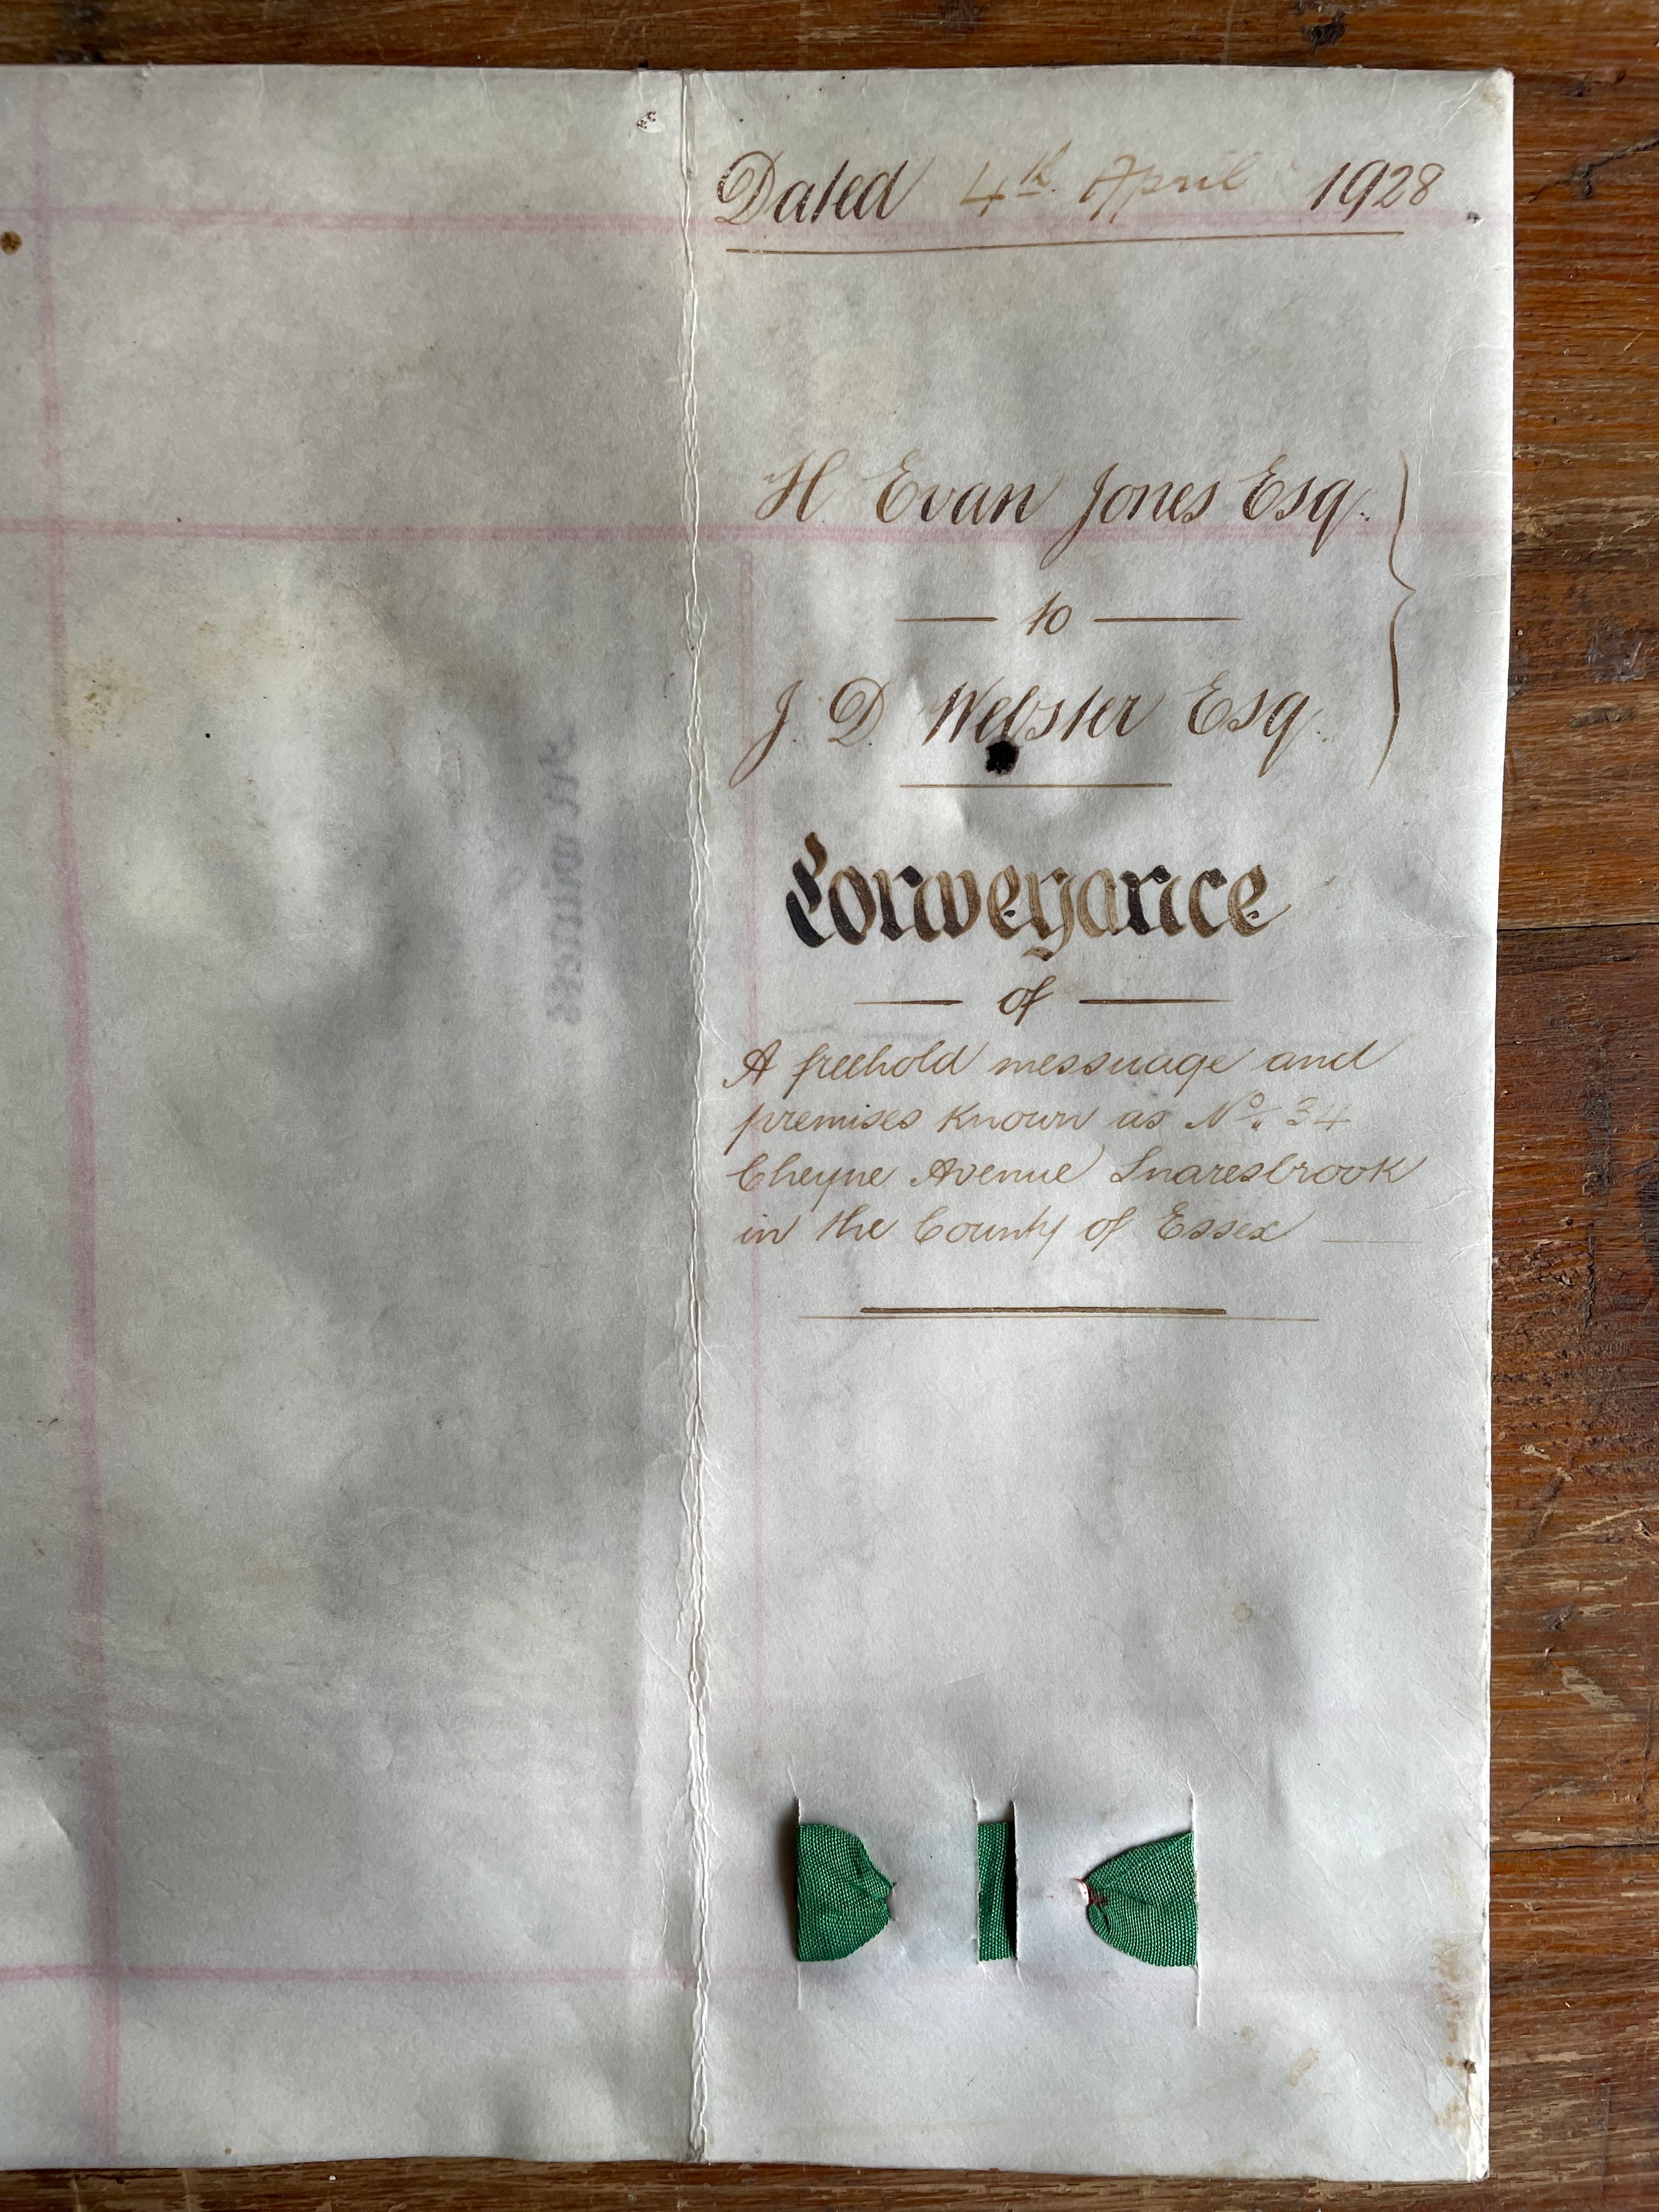 Dated 4th April 1928
H Evan Jones Esq.
to
J. D. Webster Esq.
Conveyance
of
A freehold messuage and
premises known as No. 34
Cheyne Avenue Snaresbrook
in the County of Essex